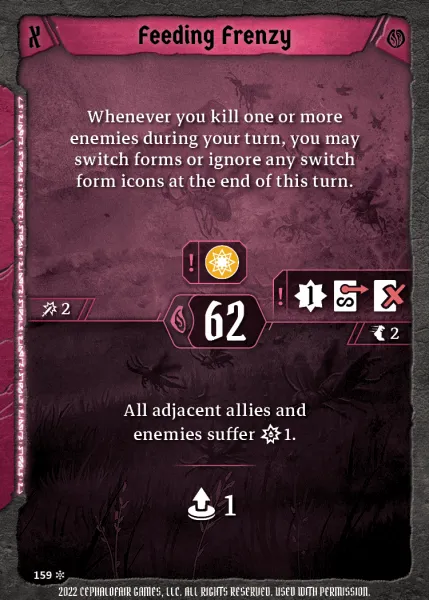 Feeding Frenzy
Whenever you kill one or more
enemies during your turn, you may
switch forms or ignore any switch
form icons at the end of this turn.
!
! 1
2
62
2
All adjacent allies and
enemies suffer 1.
1
159
2022 CEPHALOFAIR GAMES, LLC. ALL RIGHTS RESERVED. USED WITH PERMISSION.